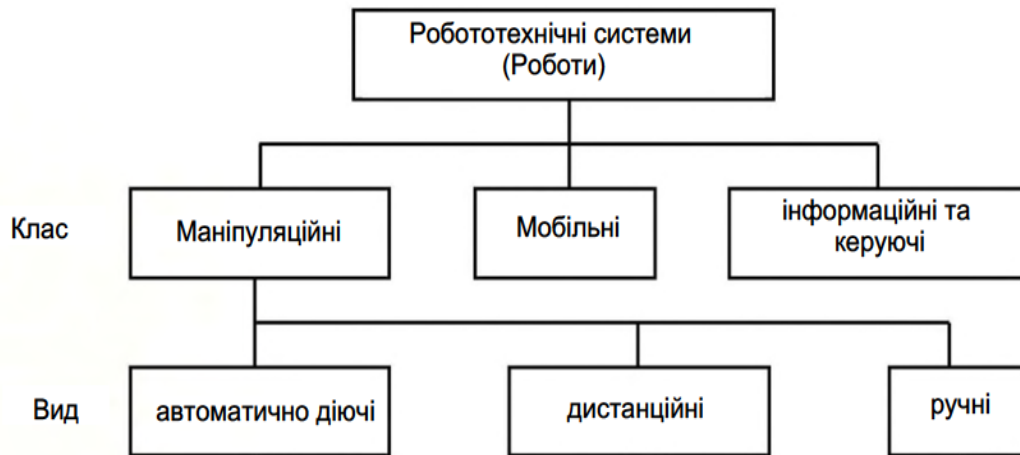 Робототехнічні системи
(Роботи)
Клас
Маніпуляційні
Мобільні
інформаційні та
керуючі
Вид
автоматично діючі
дистанційні
ручні